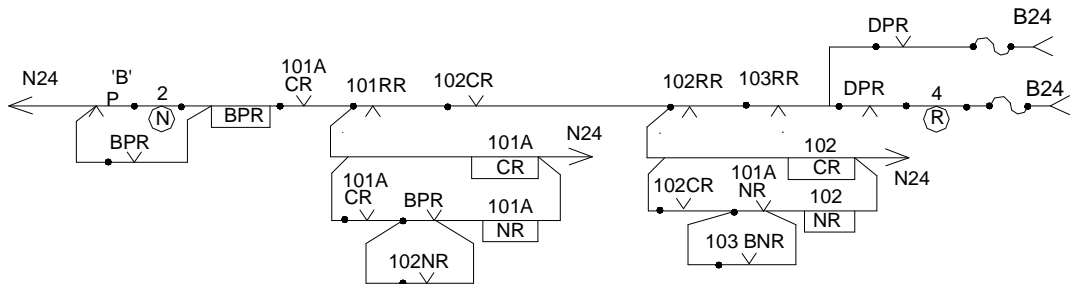 DPR B24
N24 'B' P 2 N BPR 101A CR 101RR 102CR 102RR 103RR DPR 4 R B24
BPR 101A CR N24 102 CR N24
101A CR BPR 101A NR 102CR 101A NR 102 NR
102NR 103 BNR